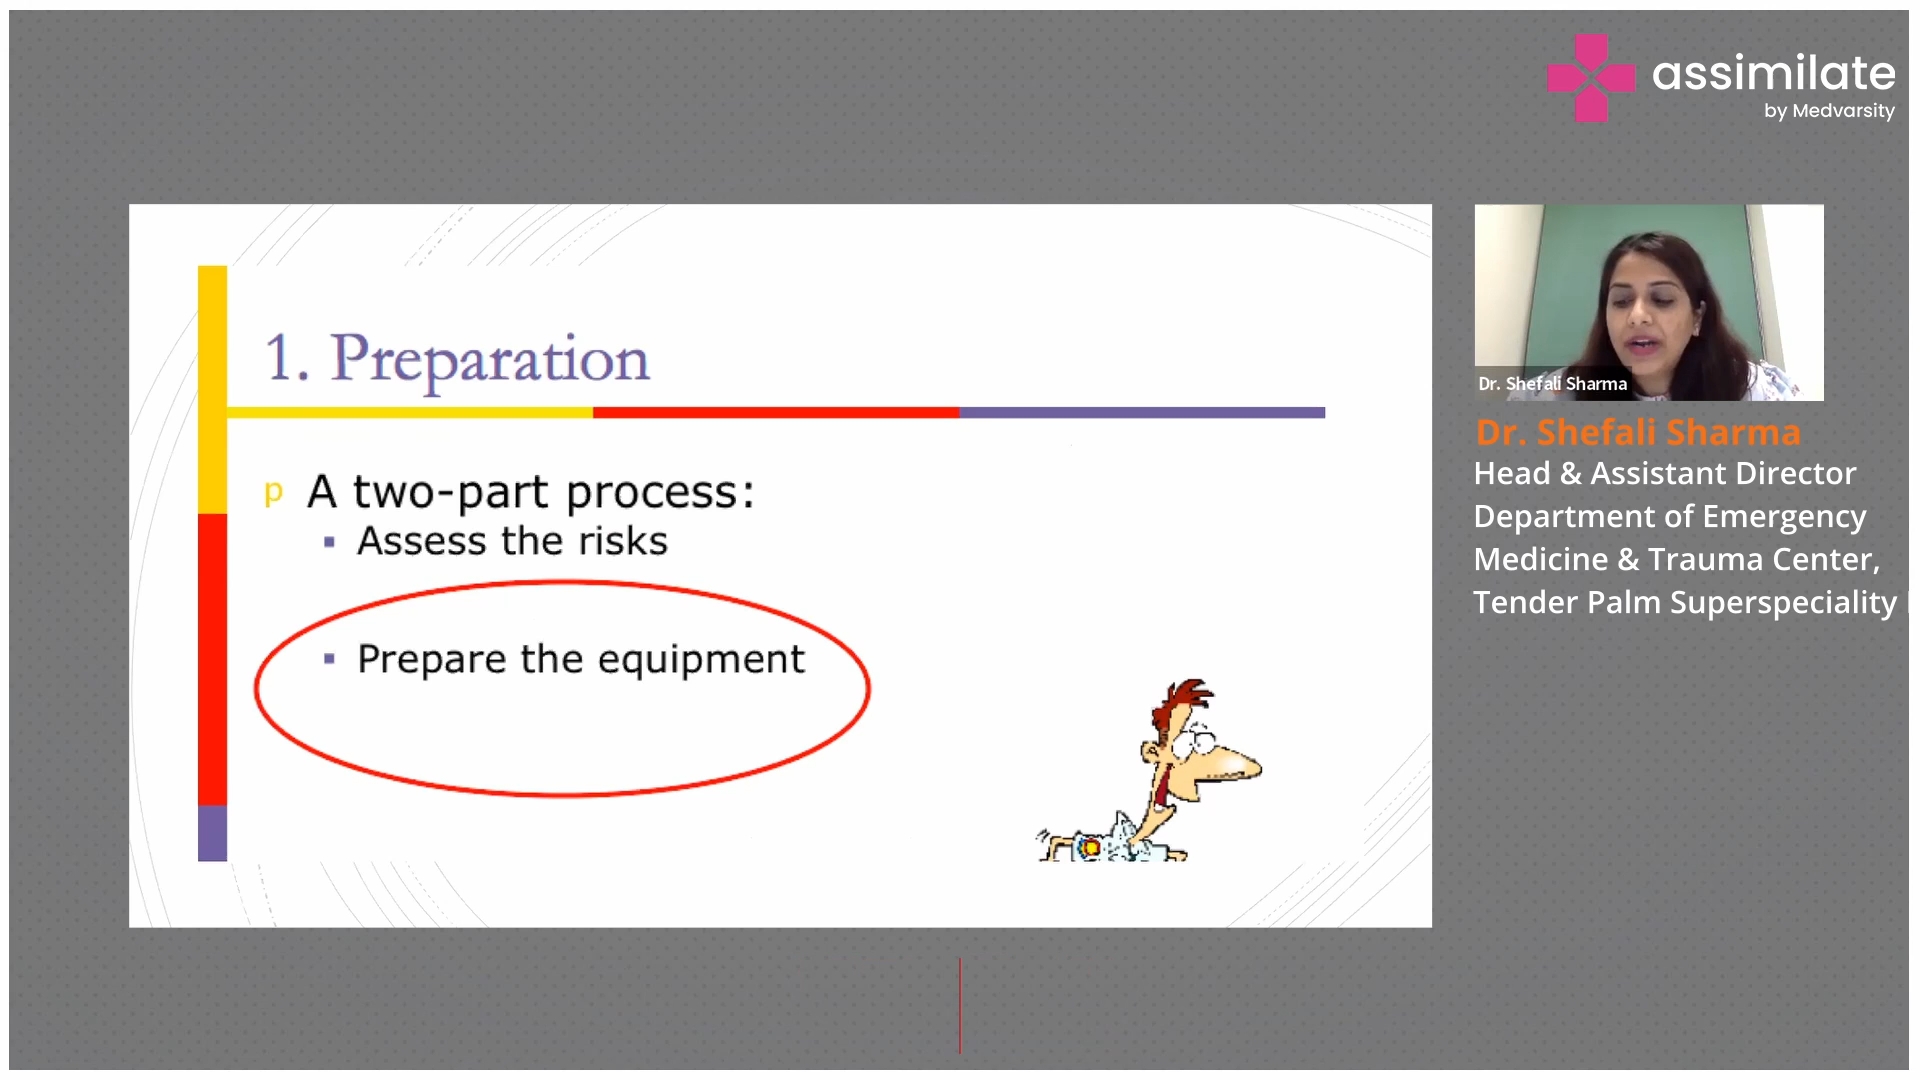 assimilate
by Medvarsity
1. Preparation
p A two-part process:
▪ Assess the risks
▪ Prepare the equipment
Dr. Shefali Sharma
Dr. Shefali Sharma
Head & Assistant Director
Department of Emergency
Medicine & Trauma Center,
Tender Palm Superspeciality